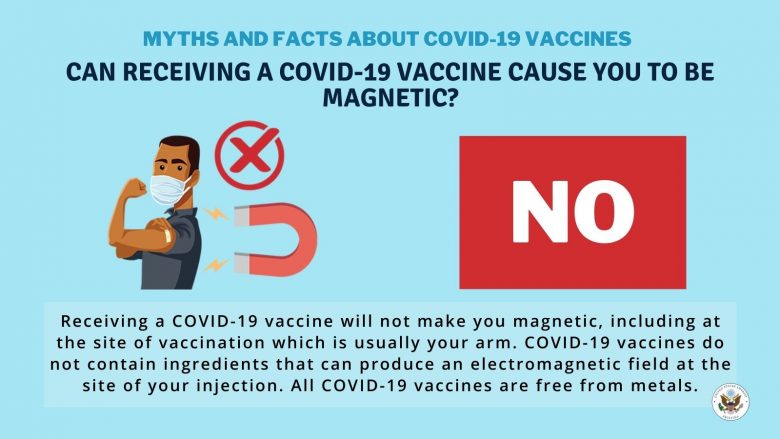 MYTHS AND FACTS ABOUT COVID-19 VACCINES
CAN RECEIVING A COVID-19 VACCINE CAUSE YOU TO BE
MAGNETIC?
NO
Receiving a COVID-19 vaccine will not make you magnetic, including at
the site of vaccination which is usually your arm. COVID-19 vaccines do
not contain ingredients that can produce an electromagnetic field at the
site of your injection. All COVID-19 vaccines are free from metals.